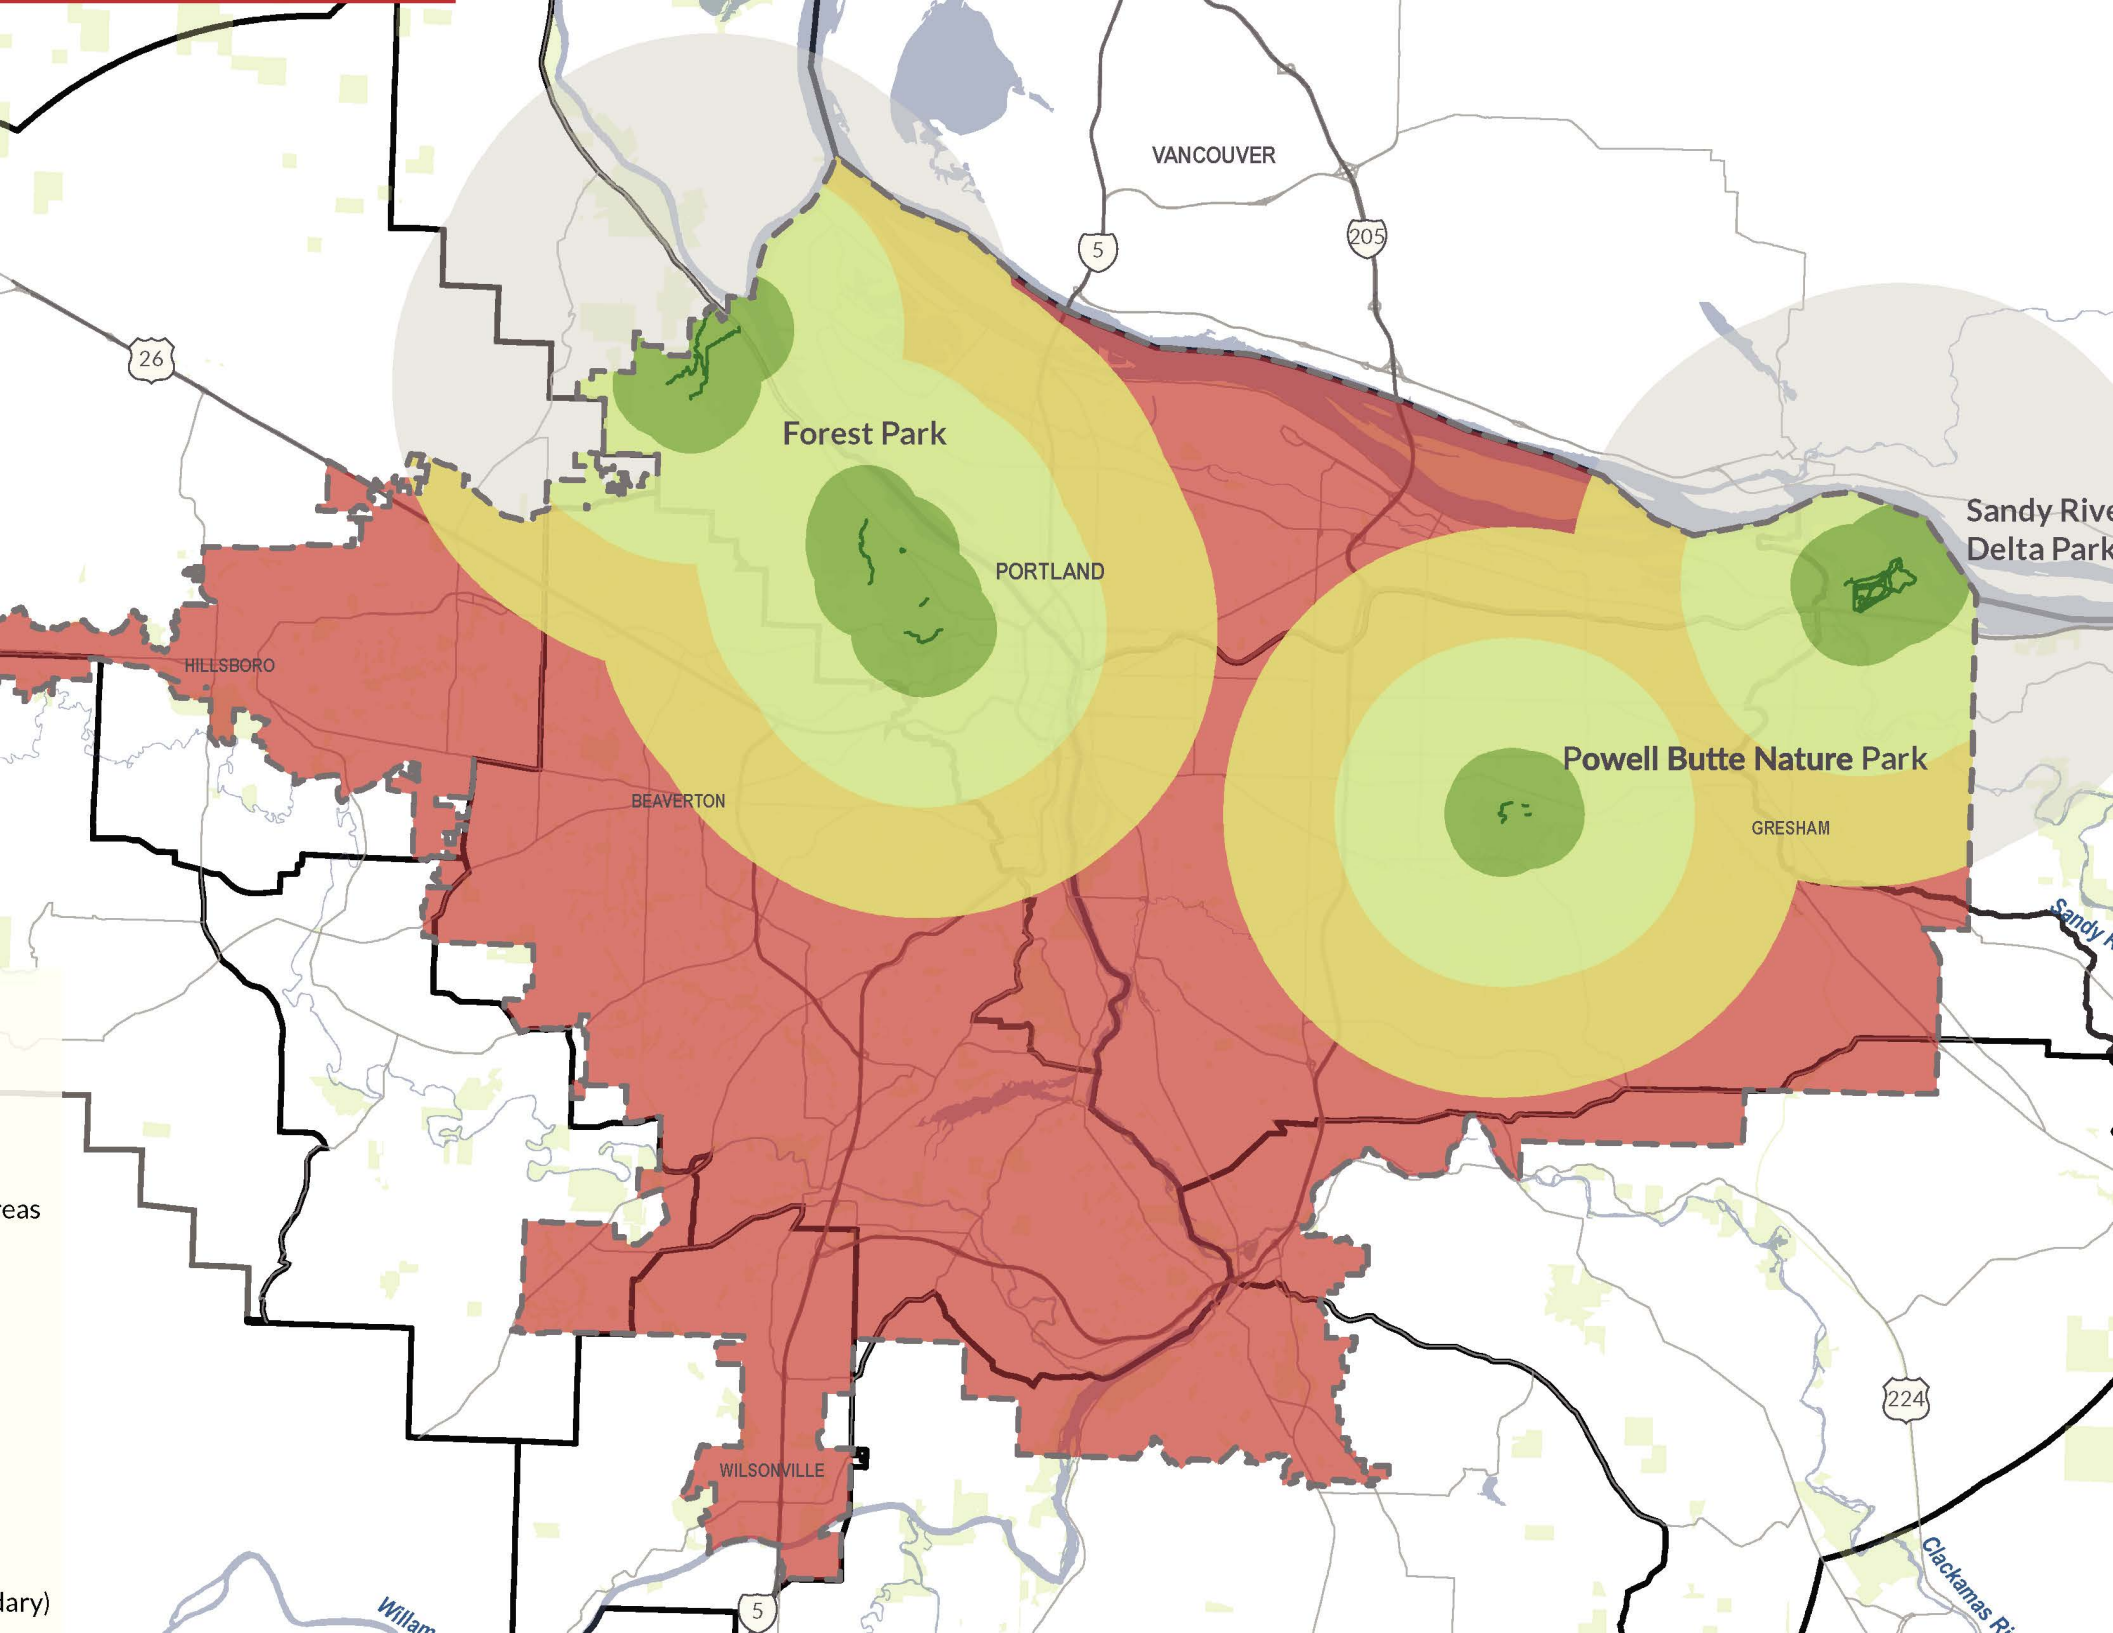 VANCOUVER
5
205
26
Forest Park
Sandy Rive
Delta Park
PORTLAND
HILLSBORO
Powell Butte Nature Park
BEAVERTON
GRESHAM
Sandy R
eas
224
WILSONVILLE
Clackamas Ri
dary)
Willam
5